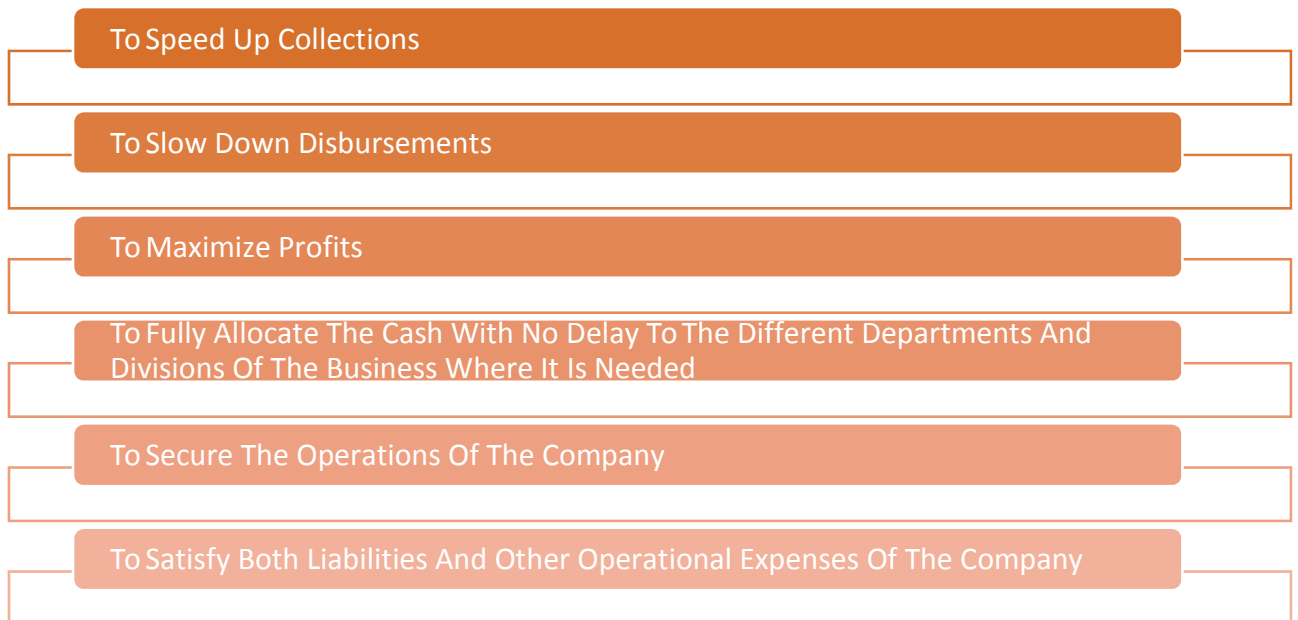 To Speed Up Collections
To Slow Down Disbursements
To Maximize Profits
To Fully Allocate The Cash With No Delay To The Different Departments And
Divisions Of The Business Where It Is Needed
To Secure The Operations Of The Company
To Satisfy Both Liabilities And Other Operational Expenses Of The Company